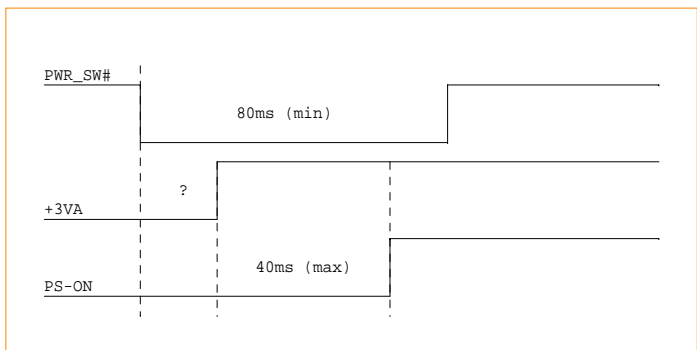 PWR_SW#
80ms (min)
?
+3VA
40ms (max)
PS-ON